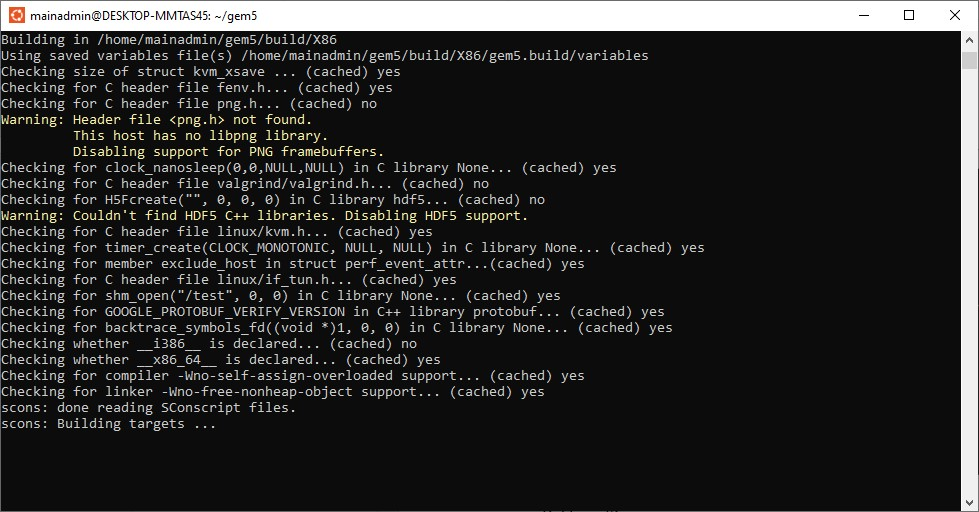 mainadmin@DESKTOP-MMTAS45: ~/gem5
Building in /home/mainadmin/gem5/build/X86
Using saved variables file(s) /home/mainadmin/gem5/build/X86/gem5.build/variables
Checking size of struct kvm_xsave ... (cached) yes
Checking for C header file fenv.h... (cached) yes
Checking for C header file png.h... (cached) no
Warning: Header file <png.h> not found.
This host has no libpng library.
Disabling support for PNG framebuffers.
Checking for clock_nanosleep(0,0,NULL,NULL) in C library None... (cached) yes
Checking for C header file valgrind/valgrind.h... (cached) no
Checking for H5Fcreate("", 0, 0, 0) in C library hdf5... (cached) no
Warning: Couldn't find HDF5 C++ libraries. Disabling HDF5 support.
Checking for C header file linux/kvm.h... (cached) yes
Checking for timer_create(CLOCK_MONOTONIC, NULL, NULL) in C library None... (cached) yes
Checking for member exclude_host in struct perf_event_attr...(cached) yes
Checking for C header file linux/if_tun.h... (cached) yes
Checking for shm_open("/test", 0, 0) in C library None... (cached) yes
Checking for GOOGLE_PROTOBUF_VERIFY_VERSION in C++ library protobuf... (cached) yes
Checking for backtrace_symbols_fd((void *)1, 0, 0) in C library None... (cached) yes
Checking whether __i386__ is declared... (cached) no
Checking whether __x86_64__ is declared... (cached) yes
Checking for compiler -Wno-self-assign-overloaded support... (cached) yes
Checking for linker -Wno-free-nonheap-object support... (cached) yes
scons: done reading SConscript files.
scons: Building targets ...